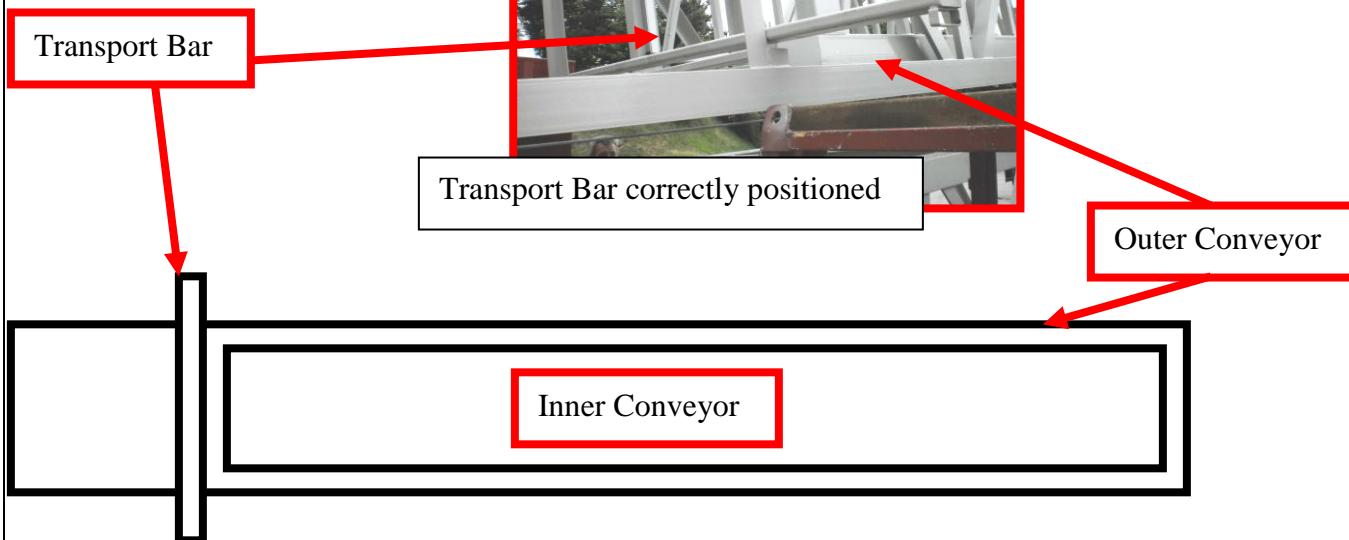 Transport Bar
Transport Bar correctly positioned
Outer Conveyor
Inner Conveyor